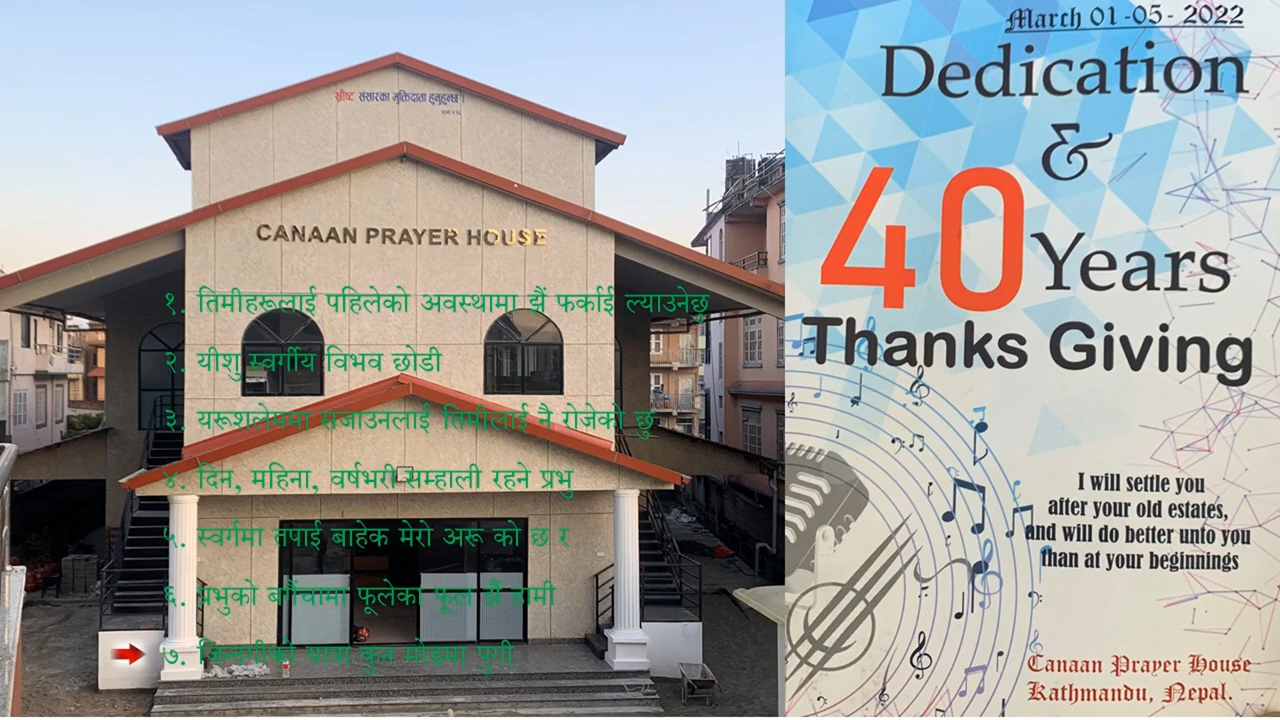 ख्रीष्ट संसारका मुक्तिदाता हुनुहुन्छ ।
CANAAN PRAYER HOUSE
१. तिमीहरूलाई पहिलेको अवस्थामा झैं फर्काई ल्याउनेछु
२. यीशु स्वर्गीय विभव छोडी
३. यरूशलेममा सजाउनलाई तिमीलाई नै रोजेको छु
४. दिन, महिना, वर्षभरी सम्हाली रहने प्रभु
५. स्वर्गमा तपाई बाहेक मेरो अरू को छ र
६. प्रभुको बगैंचामा फूलेका फूल झैं हामी
७. जिन्दगीको यात्रा कुन मोडमा पुगी
March 01-05- 2022
Dedication
&
40 Years
Thanks Giving
I will settle you
after your old estates,
and will do better unto you
than at your beginnings
Canaan Prayer House
Kathmandu, Nepal.